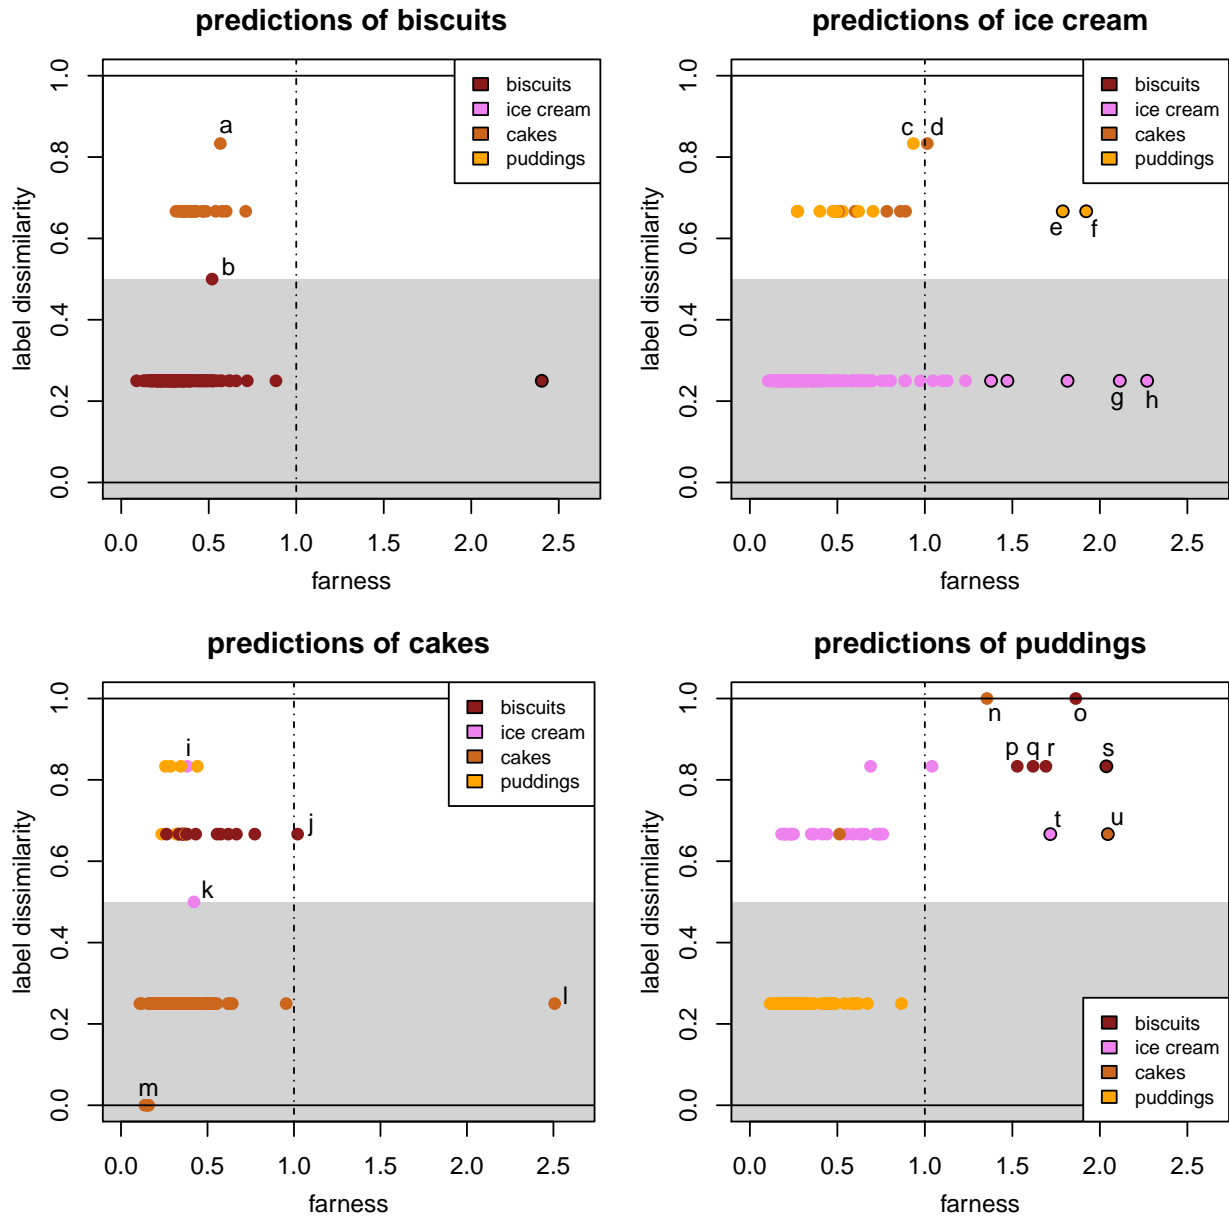 predictions of biscuits
label dissimilarity
1.0
0.8
0.6
0.4
0.2
0.0
biscuits
ice cream
cakes
puddings
a
b
0.0 0.5 1.0 1.5 2.0 2.5
farness
predictions of ice cream
label dissimilarity
1.0
0.8
0.6
0.4
0.2
0.0
biscuits
ice cream
cakes
puddings
c d
e f
g h
0.0 0.5 1.0 1.5 2.0 2.5
farness
predictions of cakes
label dissimilarity
1.0
0.8
0.6
0.4
0.2
0.0
biscuits
ice cream
cakes
puddings
i
j
k
l
m
0.0 0.5 1.0 1.5 2.0 2.5
farness
predictions of puddings
label dissimilarity
1.0
0.8
0.6
0.4
0.2
0.0
n o
p q r s
t u
biscuits
ice cream
cakes
puddings
0.0 0.5 1.0 1.5 2.0 2.5
farness